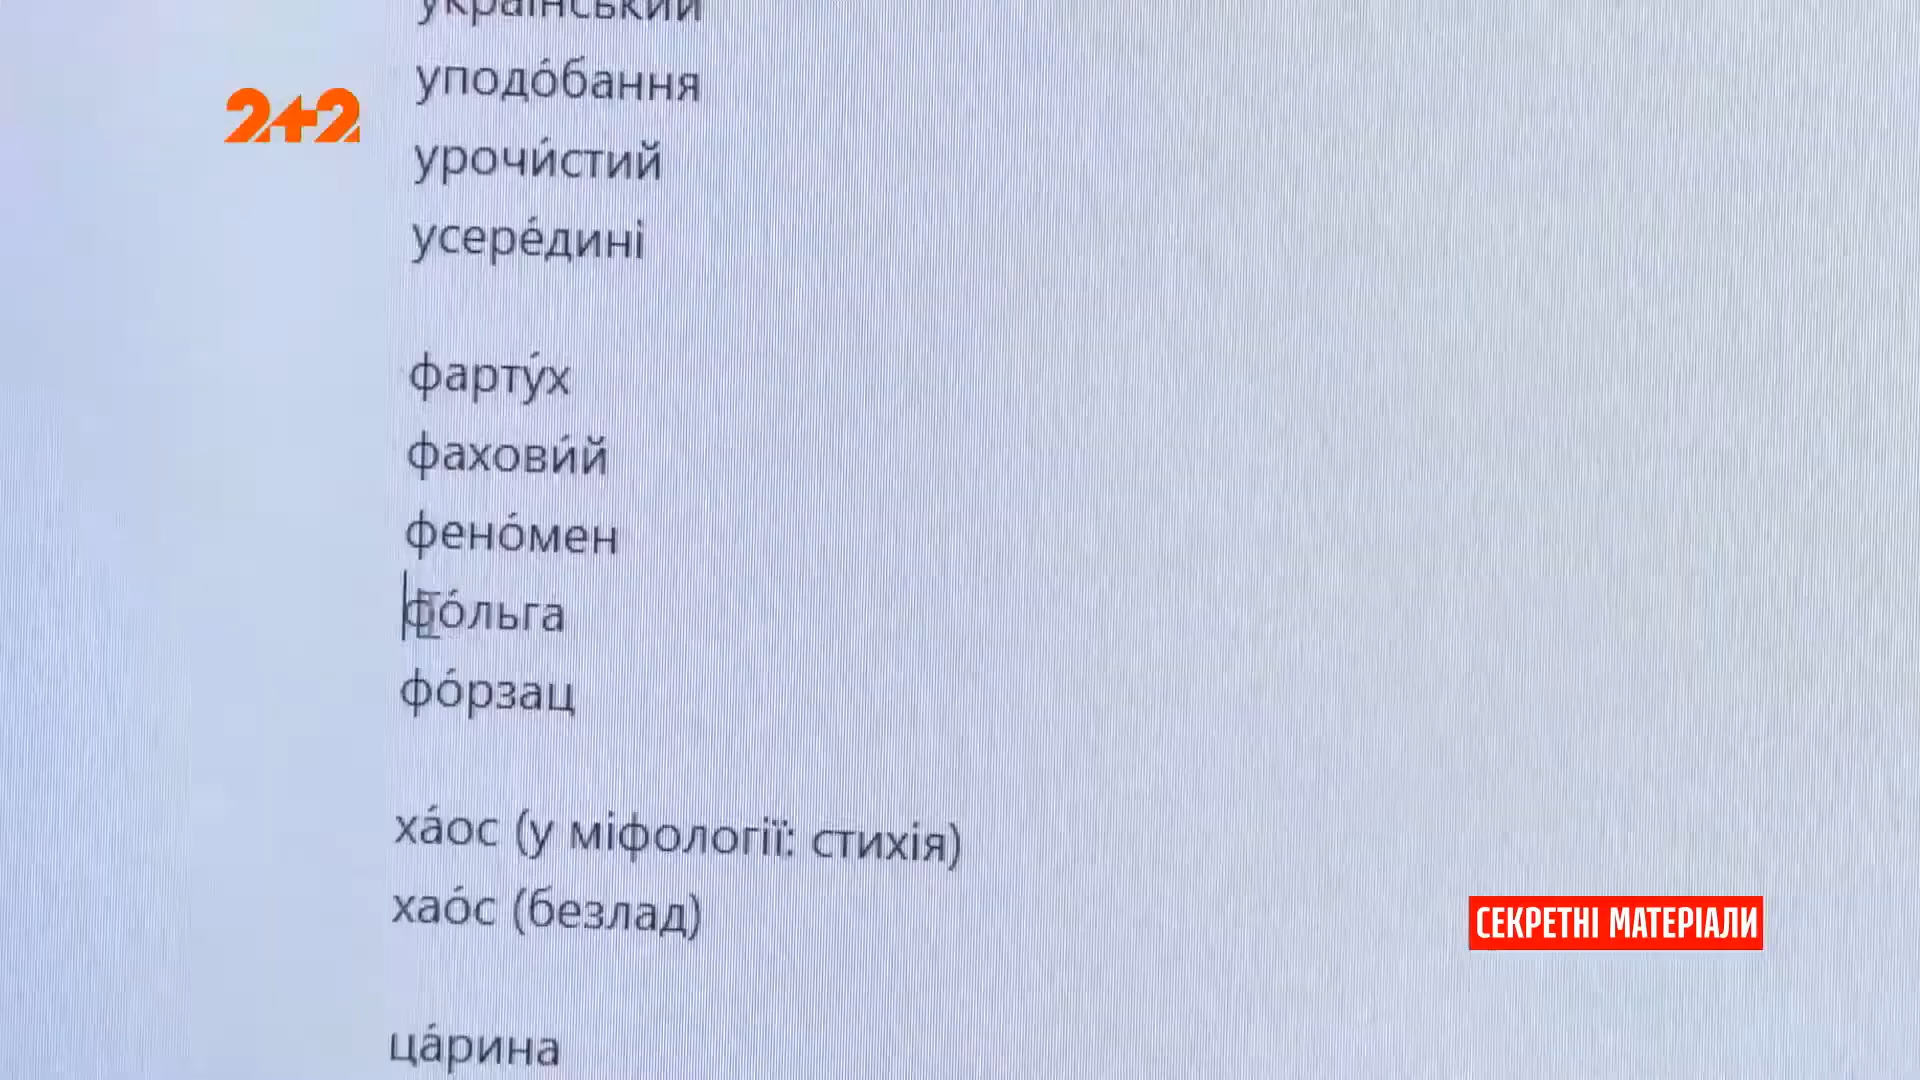 український
уподо́бання
2+2
урочи́стий
усере́дині
фарту́х
фахови́й
фено́мен
фо́льга
фо́рзац
ха́ос (у міфології: стихія)
хао́с (безлад)
СЕКРЕТНІ МАТЕРІАЛИ
ца́рина